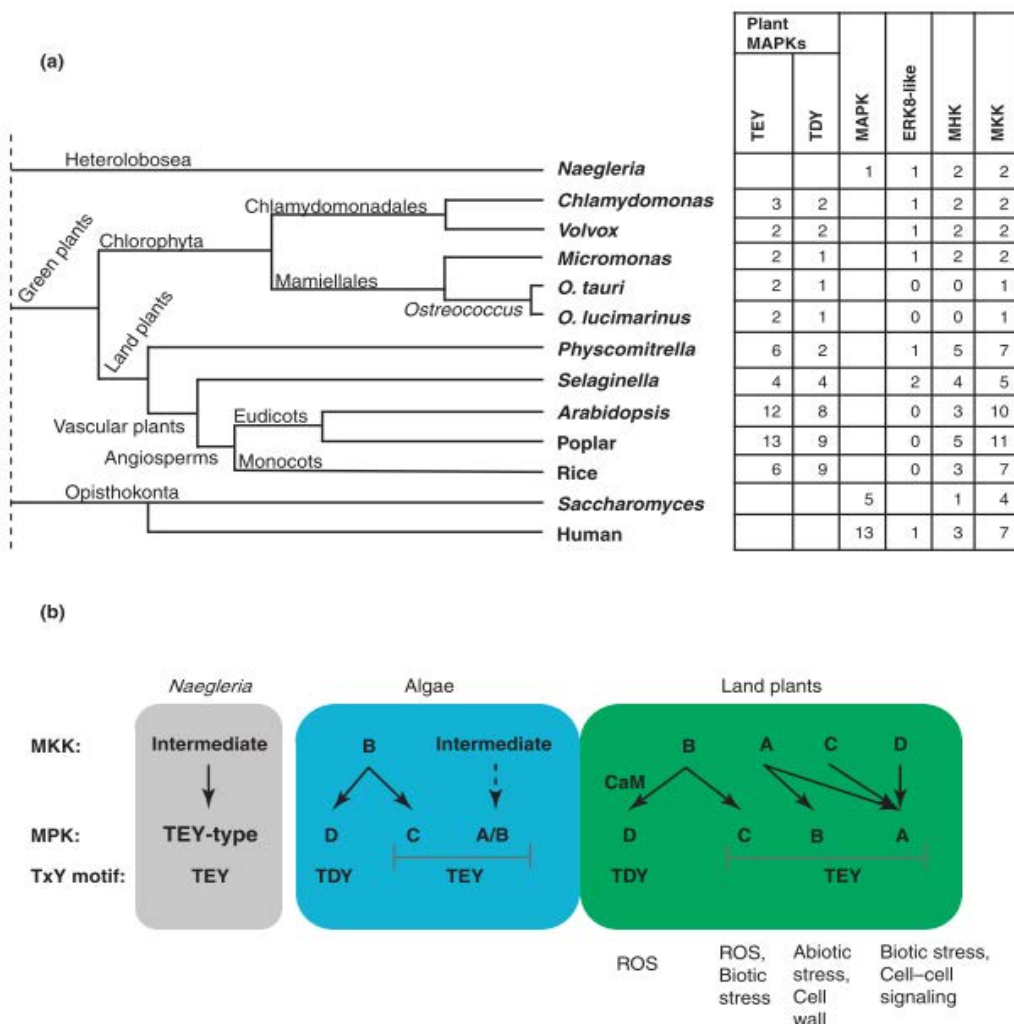 (a)
Plant
MAPKs
TEY
TDY
MAPK
ERK8-like
MHK
MKK
Heterolobosea
Naegleria 1 1 2 2
Green plants
Chlorophyta
Chlamydomonadales
Chlamydomonas 3 2 1 2 2
Volvox 2 2 1 2 2
Mamiellales
Micromonas 2 1 1 2 2
Ostreococcus
O. tauri 2 1 0 0 1
O. lucimarinus 2 1 0 0 1
Land plants
Physcomitrella 6 2 1 5 7
Vascular plants
Selaginella 4 4 2 4 5
Angiosperms
Eudicots
Arabidopsis 12 8 0 3 10
Poplar 13 9 0 5 11
Monocots
Rice 6 9 0 3 7
Opisthokonta
Saccharomyces 5 1 4
Human 13 1 3 7
(b)
Naegleria Algae Land plants
MKK: Intermediate B Intermediate B A C D
CaM
MPK: TEY-type D C A/B D C B A
TxY motif: TEY TDY TEY TDY TEY
ROS
ROS,
Biotic
stress
Abiotic
stress,
Cell
wall
Biotic stress,
Cell–cell
signaling